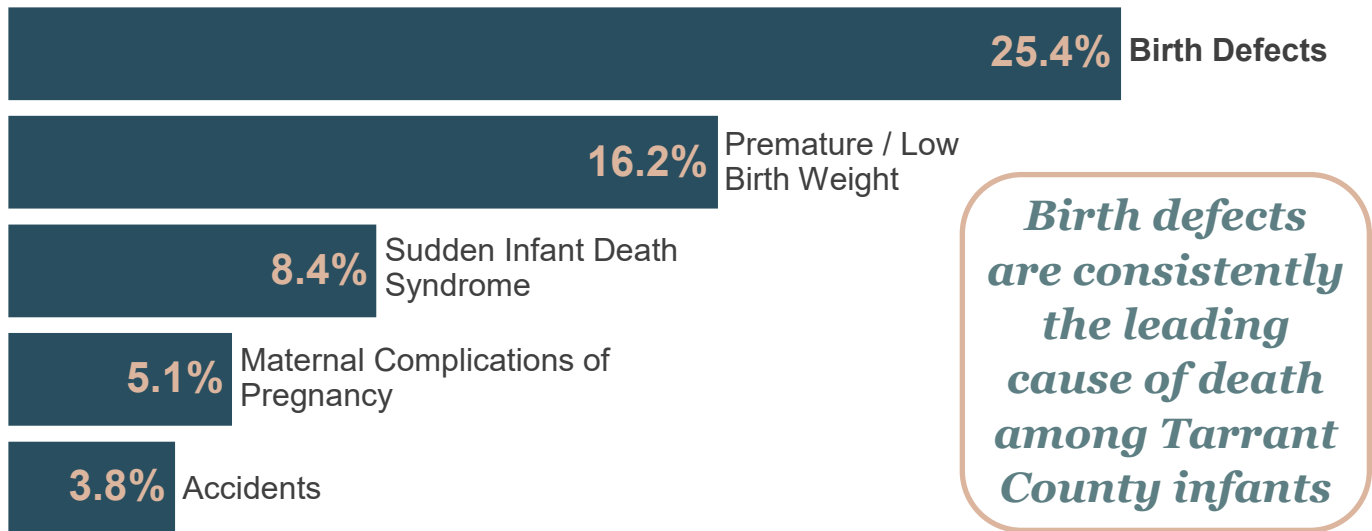 25.4% Birth Defects
16.2% Premature / Low
Birth Weight
8.4% Sudden Infant Death
Syndrome
5.1% Maternal Complications of
Pregnancy
3.8% Accidents
Birth defects
are consistently
the leading
cause of death
among Tarrant
County infants